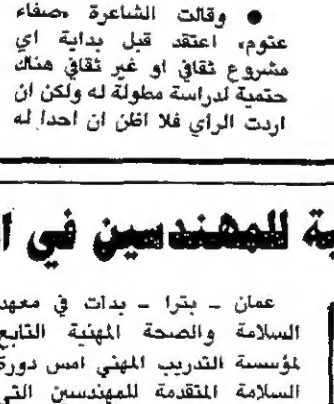 ● وقالت الشاعرة «صفاء
عتوم» اعتقد قبل بداية اي
مشروع ثقافي او غير ثقافي هناك
حتمية لدراسة مطولة له ولكن ان
اردت الراي فلا اظن ان احدا له
ية للمهندسين في ا
عمان ـ بترا ـ بدات في معهد
السلامة والصحة المهنية التابع
لمؤسسة التدريب المهني امس دورة
السلامة المتقدمة للمهندسين التي